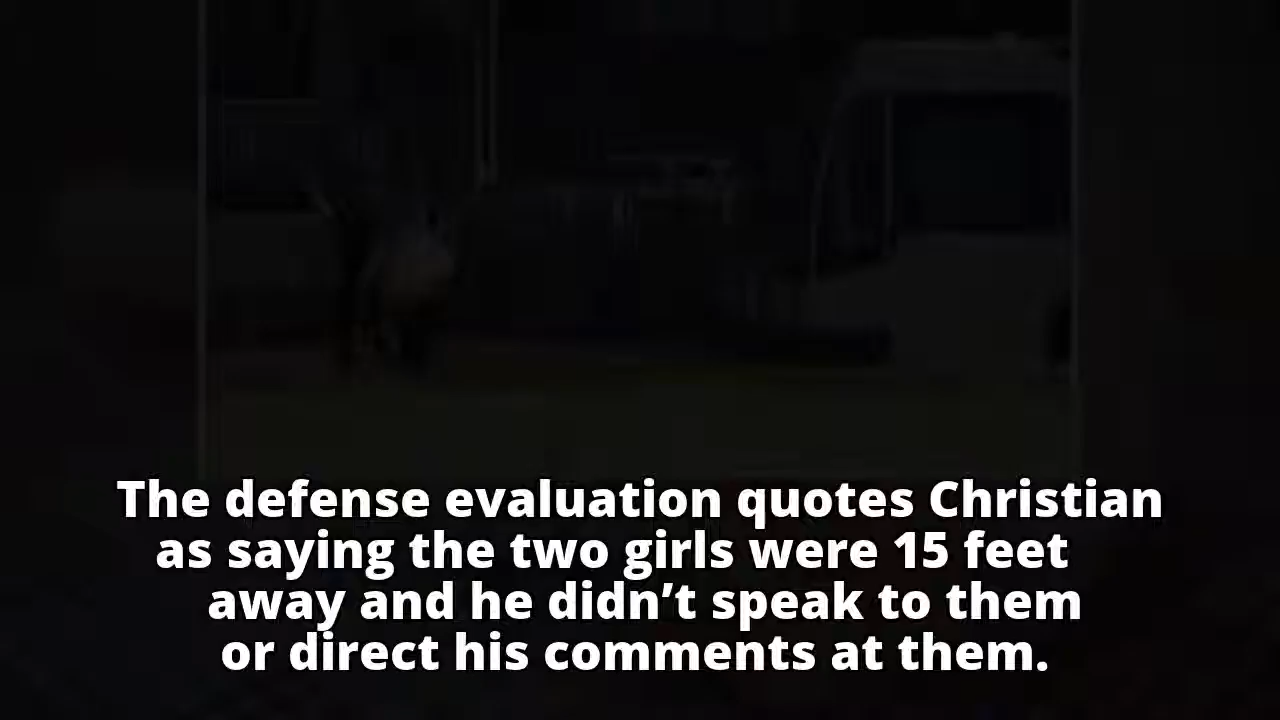 The defense evaluation quotes Christian
as saying the two girls were 15 feet
away and he didn’t speak to them
or direct his comments at them.